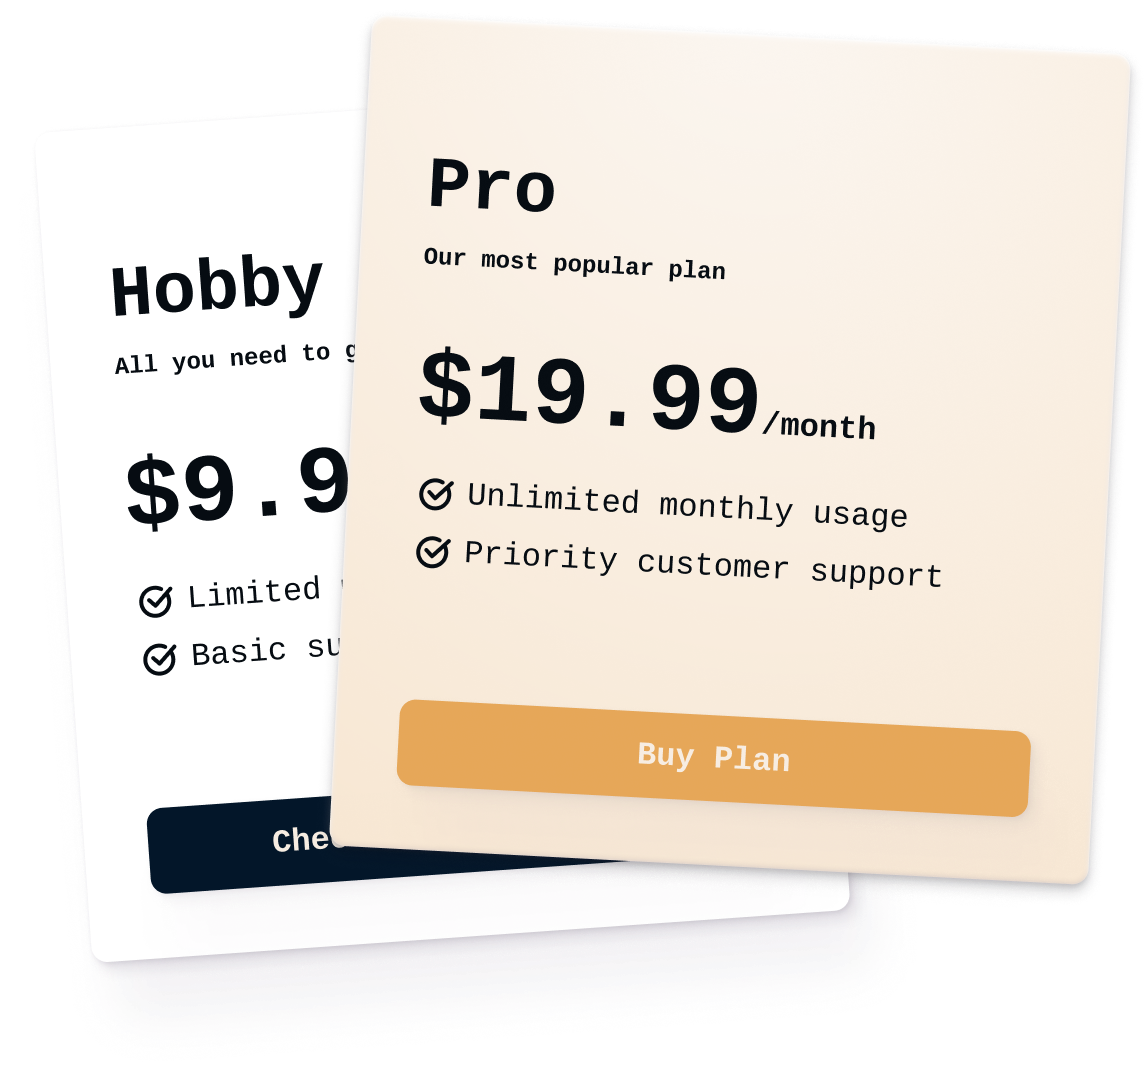 Hobby
All you need to
$9.9
Limited
Basic
Pro
Our most popular plan
$19.99/month
Unlimited monthly usage
Priority customer support
Buy Plan